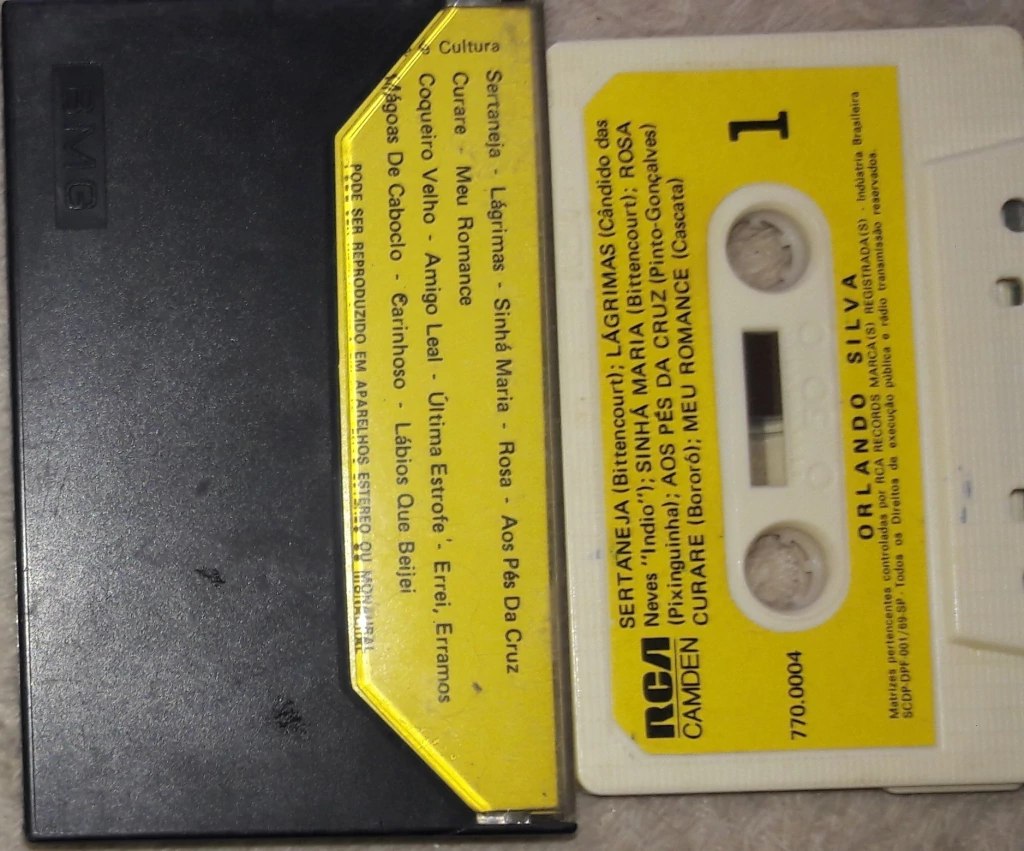 BMG
Cultura
Sertaneja - Lágrimas - Sinhá Maria - Rosa - Aos Pés Da Cruz
Curare - Meu Romance
Coqueiro Velho - Amigo Leal - Última Estrofe - Errei, Erramos
Mágoas De Caboclo - Carinhoso - Lábios Que Beijei
PODE SER REPRODUZIDO EM APARELHOS ESTEREO OU MONAURAL
1
SERTANEJA (Bittencourt); LÁGRIMAS (Cândido das
Neves "Indio"); SINHÁ MARIA (Bittencourt); ROSA
(Pixinguinha); AOS PÉS DA CRUZ (Pinto-Gonçalves)
CURARE (Bororó); MEU ROMANCE (Cascata)
RCA
CAMDEN
770.0004
ORLANDO SILVA
Matrizes pertencentes controladas por RCA RECORDS MARCA(S) REGISTRADA(S) - Indústria Brasileira
SCDP-DPF-001/69-SP - Todos os Direitos de execução pública e rádio transmissão reservados.